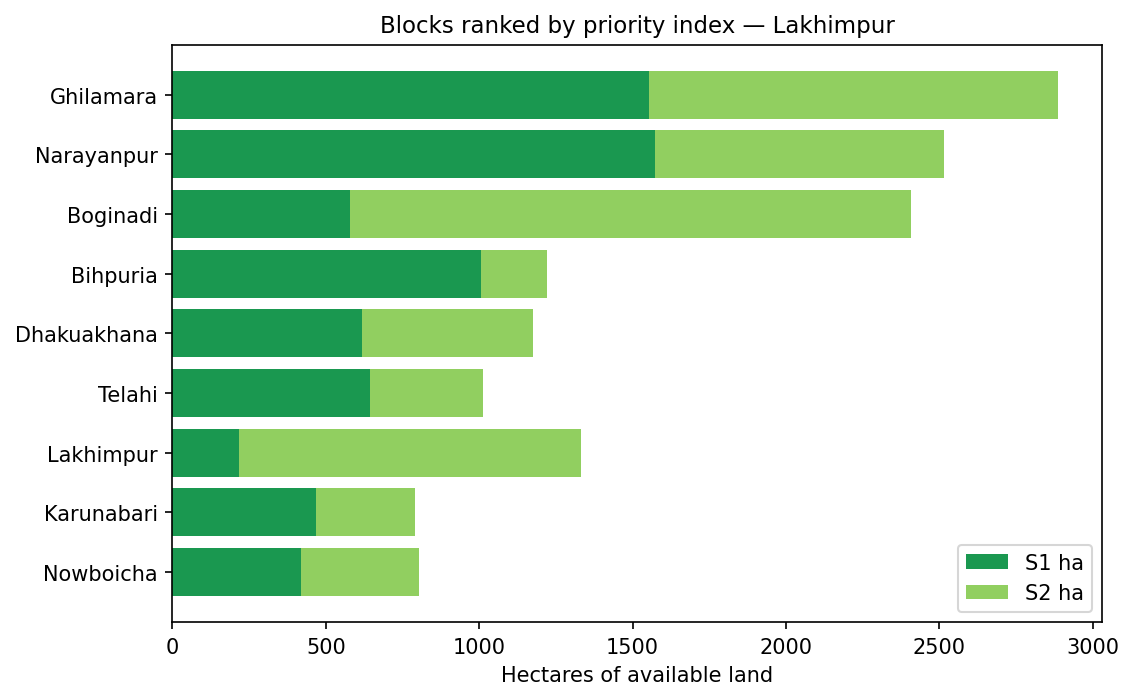 Blocks ranked by priority index — Lakhimpur
Ghilamara
Narayanpur
Boginadi
Bihpuria
Dhakuakhana
Telahi
Lakhimpur
Karunabari
Nowboicha
S1 ha
S2 ha
0 500 1000 1500 2000 2500 3000
Hectares of available land